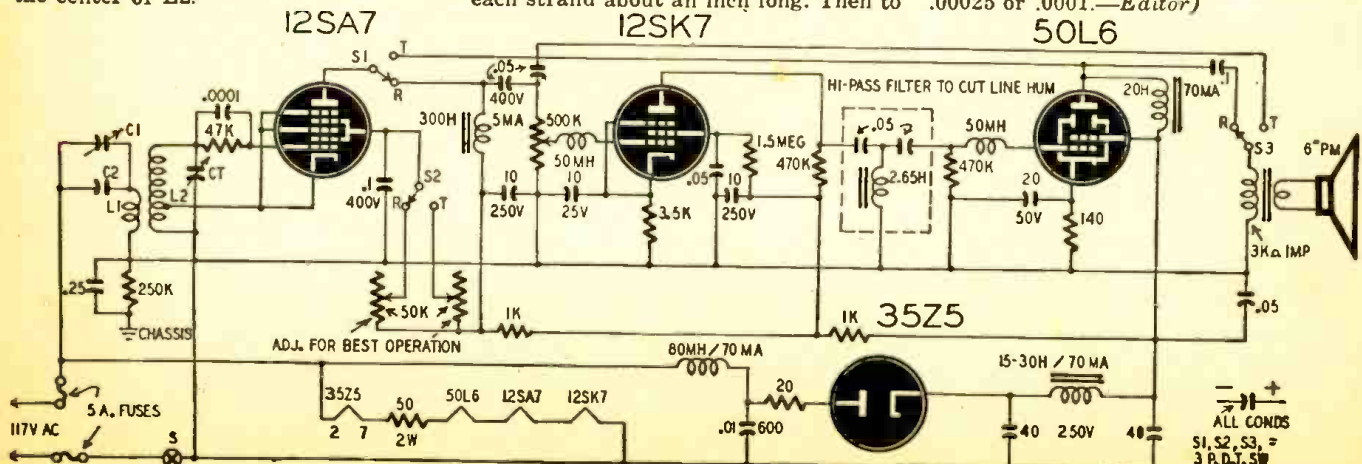 the center of L2.
each strand about an inch long. Then to
.00025 or .0001.—Editor)
12SA7
12SK7
50L6
S1
T
R
.05
400V
.0001
47K
C1
C2
L1
L2
CT
300H
5MA
500K
50MH
HI-PASS FILTER TO CUT LINE HUM
.05
2.65H
1.5MEG
470K
50MH
470K
20H
70MA
.1
R
T
S3
6" PM
S2
R
T
.1
400V
10
250V
10
25V
3.5K
.05
10
250V
20
50V
140
3KΩ IMP
.25
250K
CHASSIS
50K
1K
1K
35Z5
.05
ADJ. FOR BEST OPERATION
80MH/70 MA
15-30H/70 MA
5 A. FUSES
117V AC
S
35Z5
2 7
50
2W
50L6
12SA7
12SK7
20
.01
600
40
250V
40
- +
ALL CONDS
S1, S2, S3, =
3 P. D.T. SW